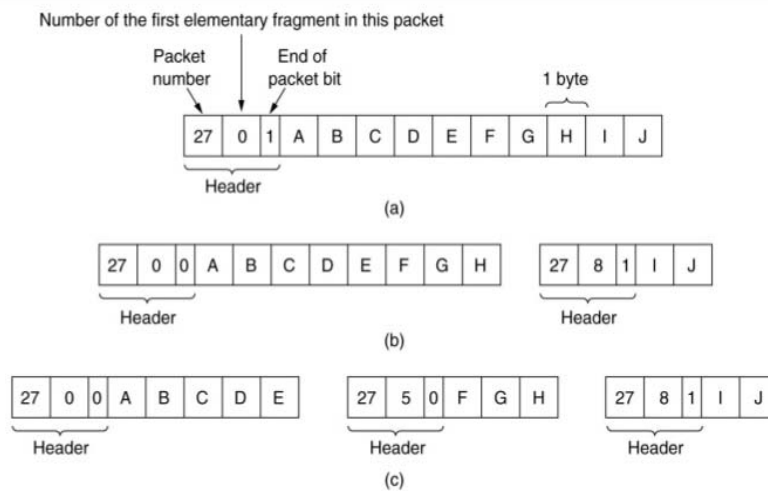 Number of the first elementary fragment in this packet
Packet number
End of packet bit
1 byte
27 0 1 A B C D E F G H I J
Header
(a)
27 0 0 A B C D E F G H
27 8 1 I J
Header
Header
(b)
27 0 0 A B C D E
27 5 0 F G H
27 8 1 I J
Header
Header
Header
(c)